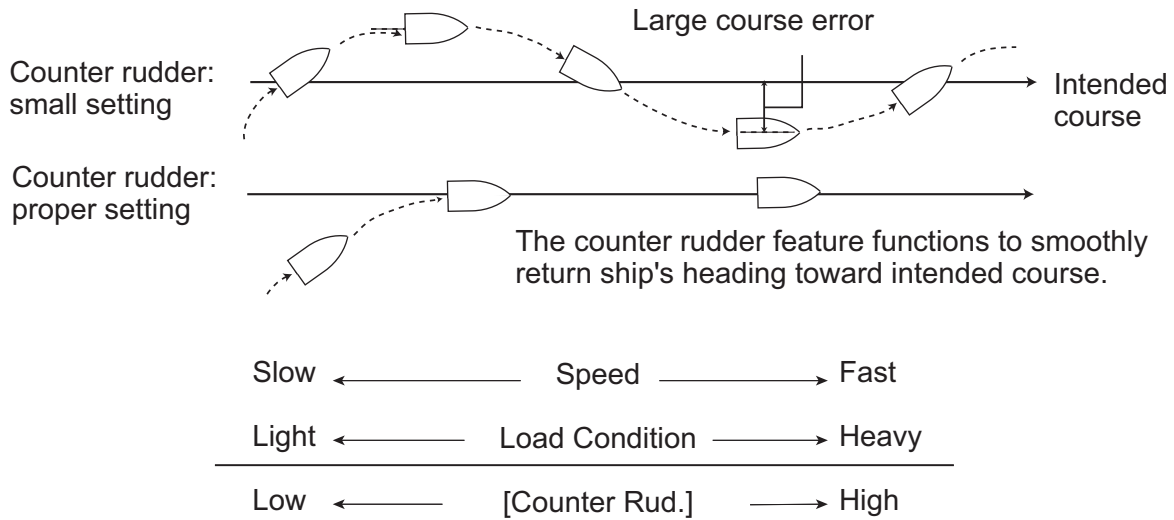 Large course error
Counter rudder:
small setting
Intended
course
Counter rudder:
proper setting
The counter rudder feature functions to smoothly
return ship's heading toward intended course.
Slow Speed Fast
Light Load Condition Heavy
Low [Counter Rud.] High